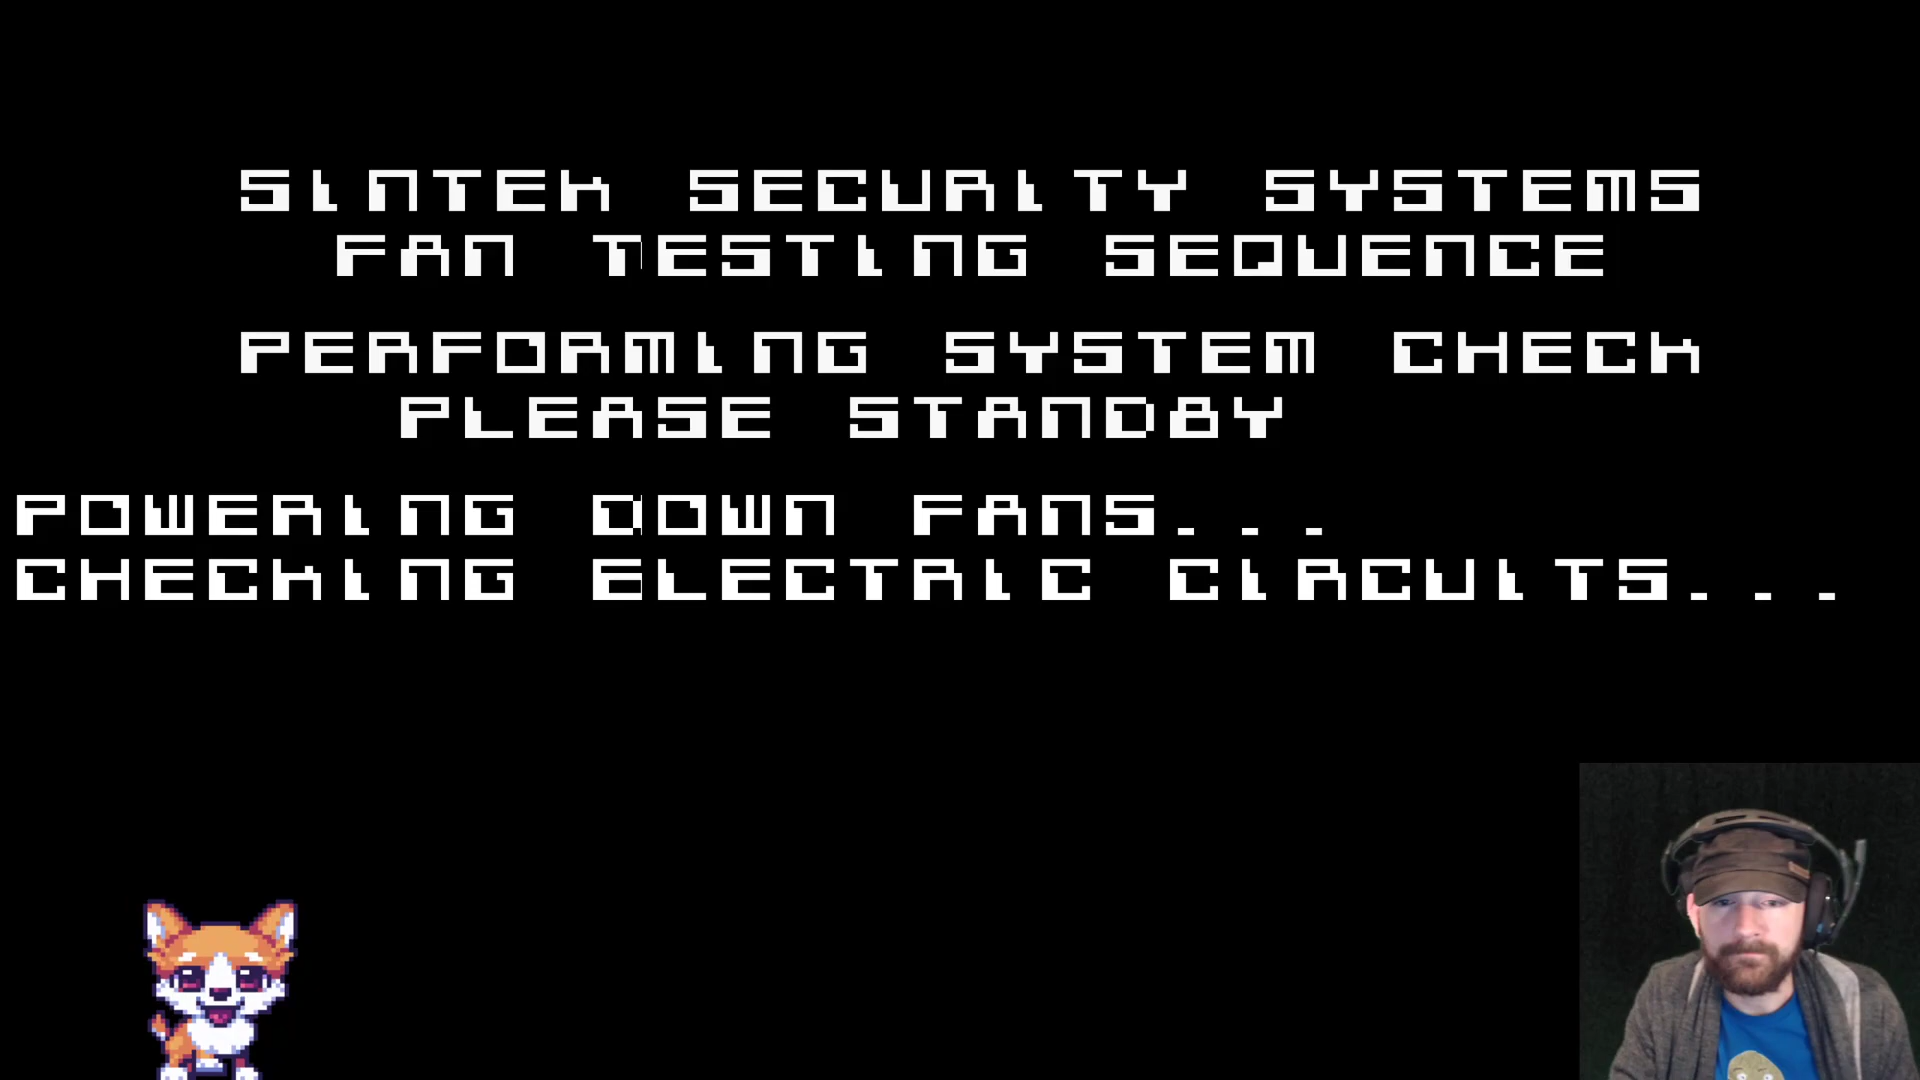 SINTEK SECURITY SYSTEMS
FAN TESTING SEQUENCE
PERFORMING SYSTEM CHECK
PLEASE STANDBY
POWERING DOWN FANS...
CHECKING ELECTRIC CIRCUITS...